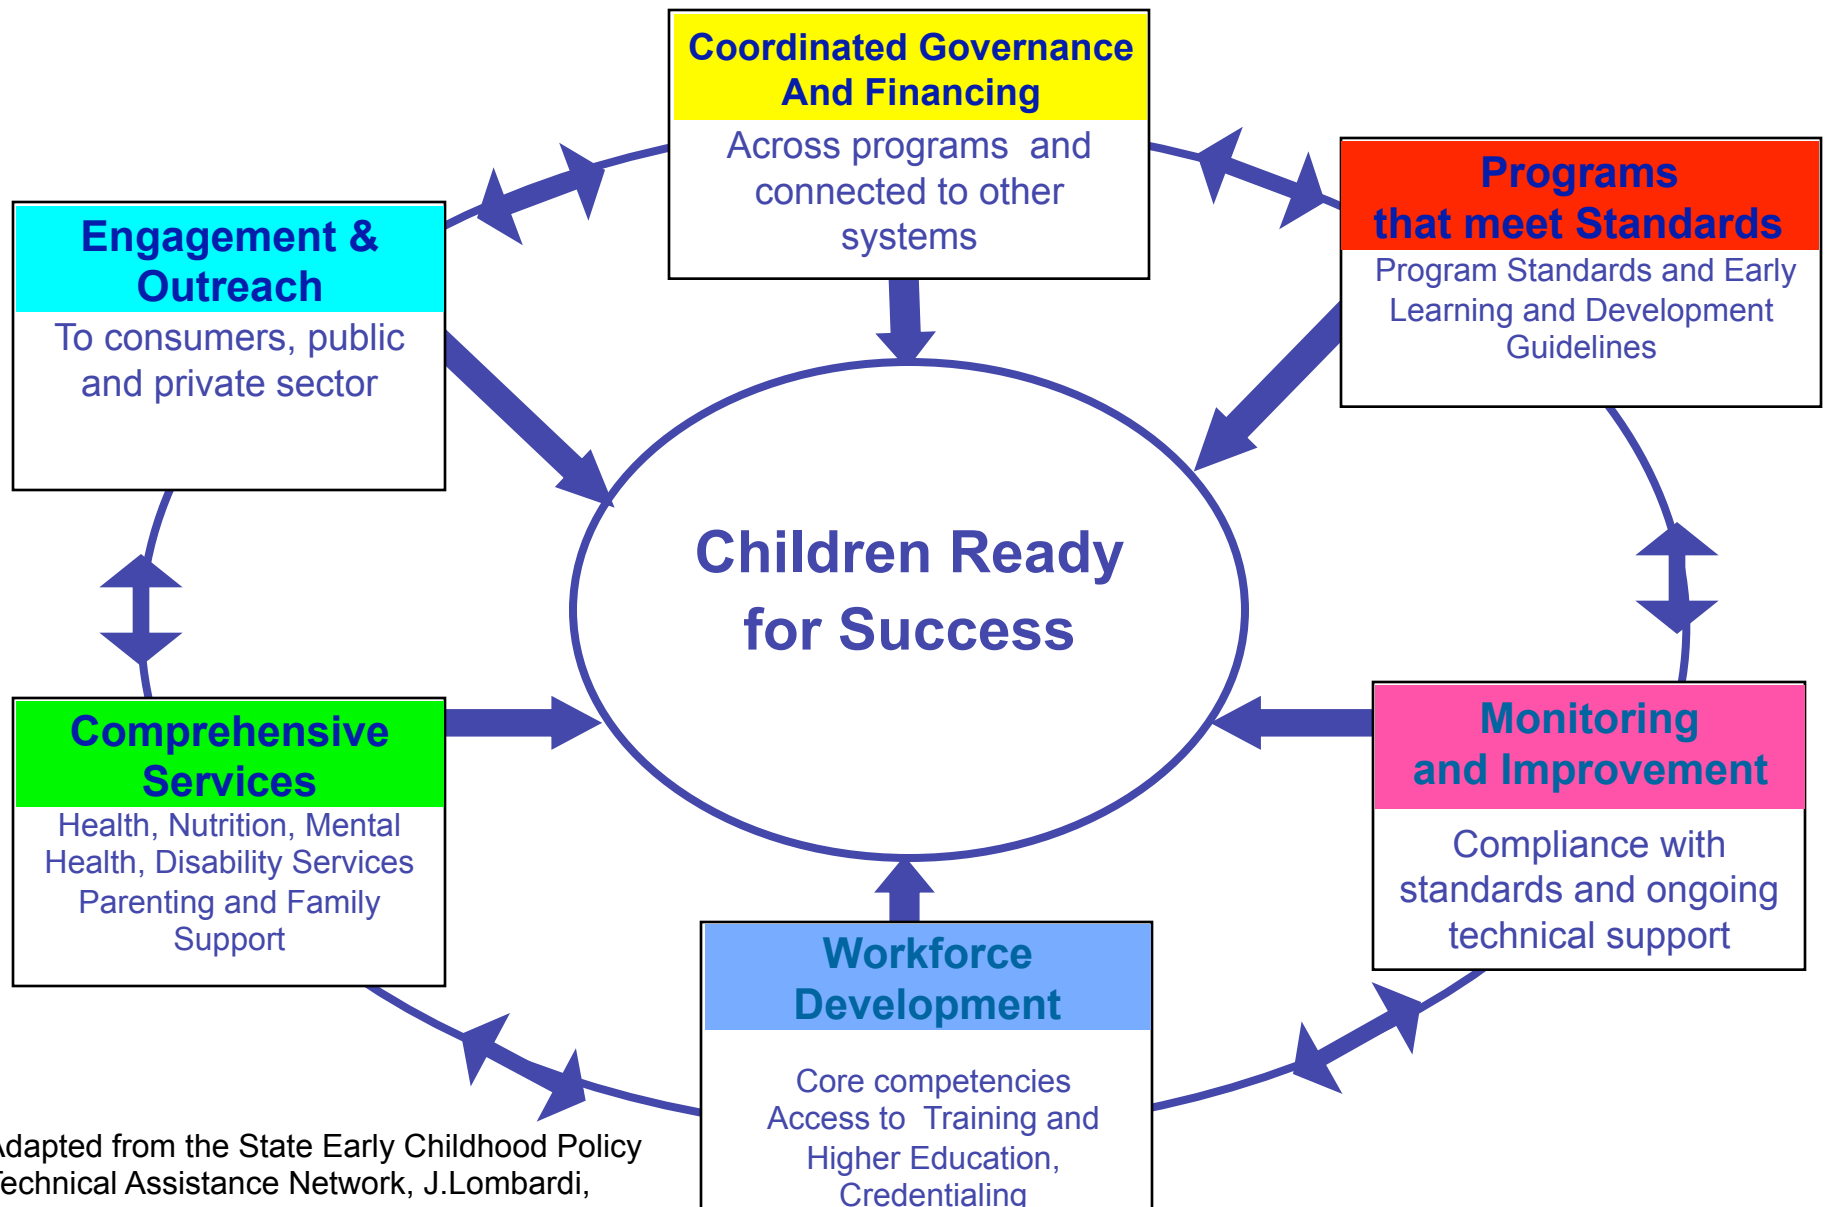 Coordinated Governance
And Financing
Across programs and
connected to other
systems
Programs
that meet Standards
Program Standards and Early
Learning and Development
Guidelines
Engagement &
Outreach
To consumers, public
and private sector
Children Ready
for Success
Comprehensive
Services
Health, Nutrition, Mental
Health, Disability Services
Parenting and Family
Support
Monitoring
and Improvement
Compliance with
standards and ongoing
technical support
Workforce
Development
Core competencies
Access to Training and
Higher Education,
Credentialing
Adapted from the State Early Childhood Policy
Technical Assistance Network, J.Lombardi,